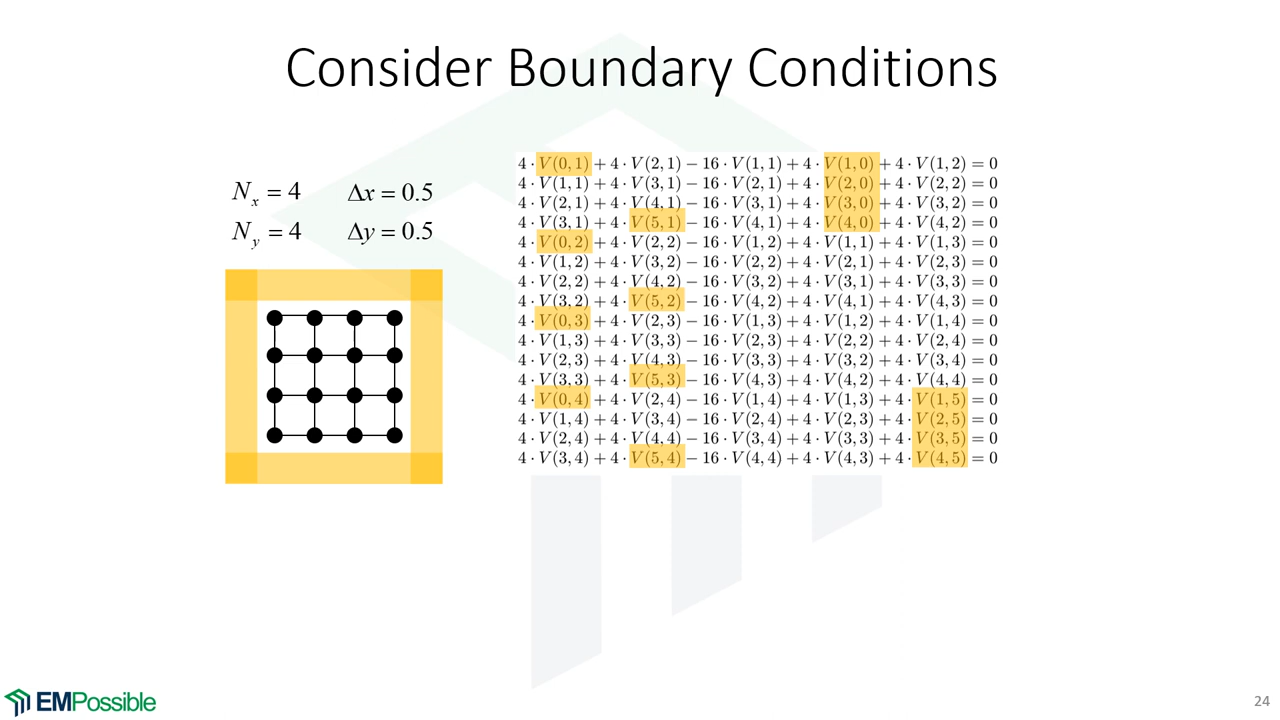 Consider Boundary Conditions
Nₓ = 4 Δx = 0.5
N_y = 4 Δy = 0.5
4 · V(0, 1) + 4 · V(2, 1) − 16 · V(1, 1) + 4 · V(1, 0) + 4 · V(1, 2) = 0
4 · V(1, 1) + 4 · V(3, 1) − 16 · V(2, 1) + 4 · V(2, 0) + 4 · V(2, 2) = 0
4 · V(2, 1) + 4 · V(4, 1) − 16 · V(3, 1) + 4 · V(3, 0) + 4 · V(3, 2) = 0
4 · V(3, 1) + 4 · V(5, 1) − 16 · V(4, 1) + 4 · V(4, 0) + 4 · V(4, 2) = 0
4 · V(0, 2) + 4 · V(2, 2) − 16 · V(1, 2) + 4 · V(1, 1) + 4 · V(1, 3) = 0
4 · V(1, 2) + 4 · V(3, 2) − 16 · V(2, 2) + 4 · V(2, 1) + 4 · V(2, 3) = 0
4 · V(2, 2) + 4 · V(4, 2) − 16 · V(3, 2) + 4 · V(3, 1) + 4 · V(3, 3) = 0
4 · V(3, 2) + 4 · V(5, 2) − 16 · V(4, 2) + 4 · V(4, 1) + 4 · V(4, 3) = 0
4 · V(0, 3) + 4 · V(2, 3) − 16 · V(1, 3) + 4 · V(1, 2) + 4 · V(1, 4) = 0
4 · V(1, 3) + 4 · V(3, 3) − 16 · V(2, 3) + 4 · V(2, 2) + 4 · V(2, 4) = 0
4 · V(2, 3) + 4 · V(4, 3) − 16 · V(3, 3) + 4 · V(3, 2) + 4 · V(3, 4) = 0
4 · V(3, 3) + 4 · V(5, 3) − 16 · V(4, 3) + 4 · V(4, 2) + 4 · V(4, 4) = 0
4 · V(0, 4) + 4 · V(2, 4) − 16 · V(1, 4) + 4 · V(1, 3) + 4 · V(1, 5) = 0
4 · V(1, 4) + 4 · V(3, 4) − 16 · V(2, 4) + 4 · V(2, 3) + 4 · V(2, 5) = 0
4 · V(2, 4) + 4 · V(4, 4) − 16 · V(3, 4) + 4 · V(3, 3) + 4 · V(3, 5) = 0
4 · V(3, 4) + 4 · V(5, 4) − 16 · V(4, 4) + 4 · V(4, 3) + 4 · V(4, 5) = 0
EMPossible
24